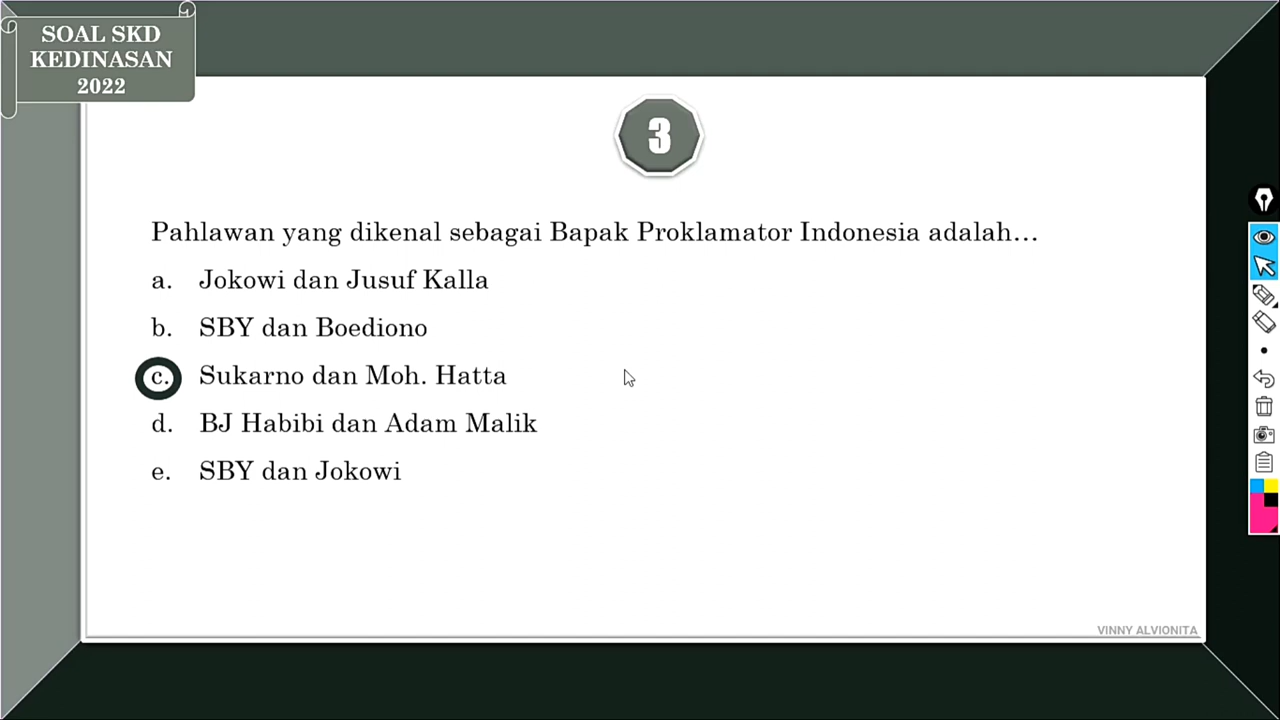 SOAL SKD
KEDINASAN
2022
3
Pahlawan yang dikenal sebagai Bapak Proklamator Indonesia adalah…
a. Jokowi dan Jusuf Kalla
b. SBY dan Boediono
c. Sukarno dan Moh. Hatta
d. BJ Habibi dan Adam Malik
e. SBY dan Jokowi
VINNY ALVIONITA